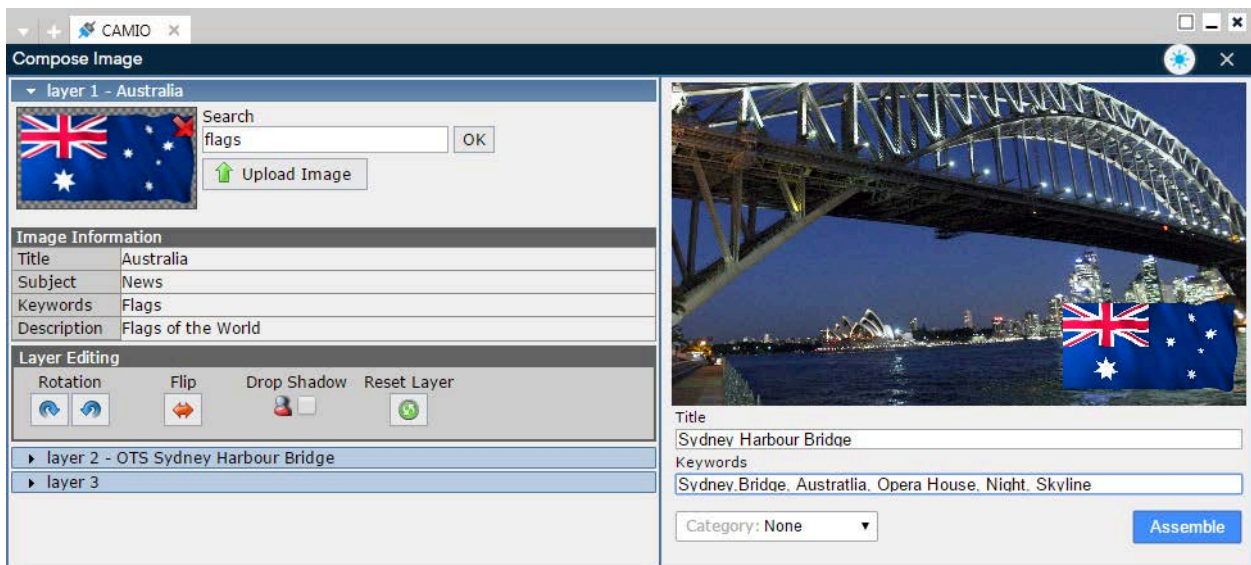 CAMIO
Compose Image
layer 1 - Australia
Search
flags
OK
Upload Image
Image Information
Title Australia
Subject News
Keywords Flags
Description Flags of the World
Layer Editing
Rotation Flip Drop Shadow Reset Layer
layer 2 - OTS Sydney Harbour Bridge
layer 3
Title
Sydney Harbour Bridge
Keywords
Sydney,Bridge, Austratlia, Opera House, Night, Skyline
Category: None
Assemble